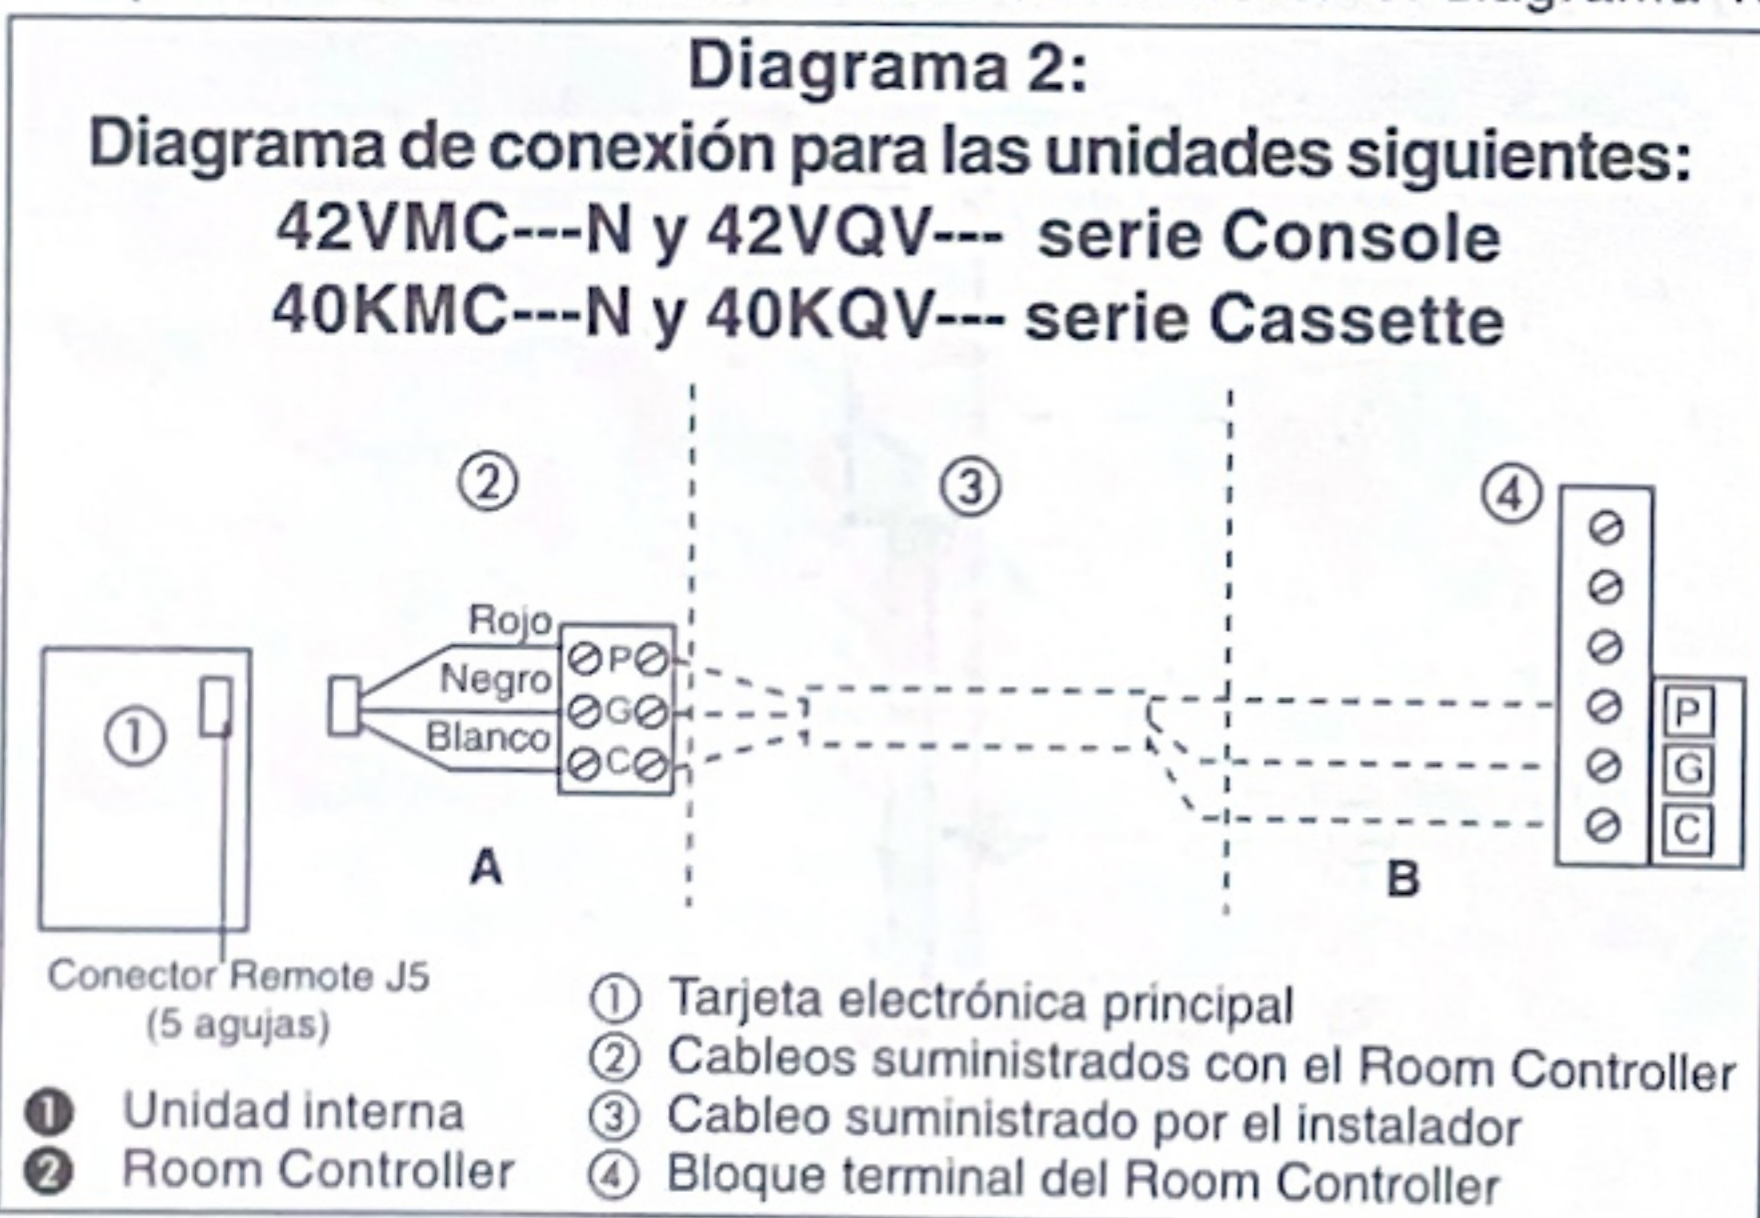 Diagrama 2:
Diagrama de conexión para las unidades siguientes:
42VMC---N y 42VQV--- serie Console
40KMC---N y 40KQV--- serie Cassette
② ③ ④
Rojo
Negro
Blanco
P
G
C
①
P
G
C
A
B
Conector Remote J5
(5 agujas)
① Tarjeta electrónica principal
② Cableos suministrados con el Room Controller
③ Cableo suministrado por el instalador
④ Bloque terminal del Room Controller
❶ Unidad interna
❷ Room Controller